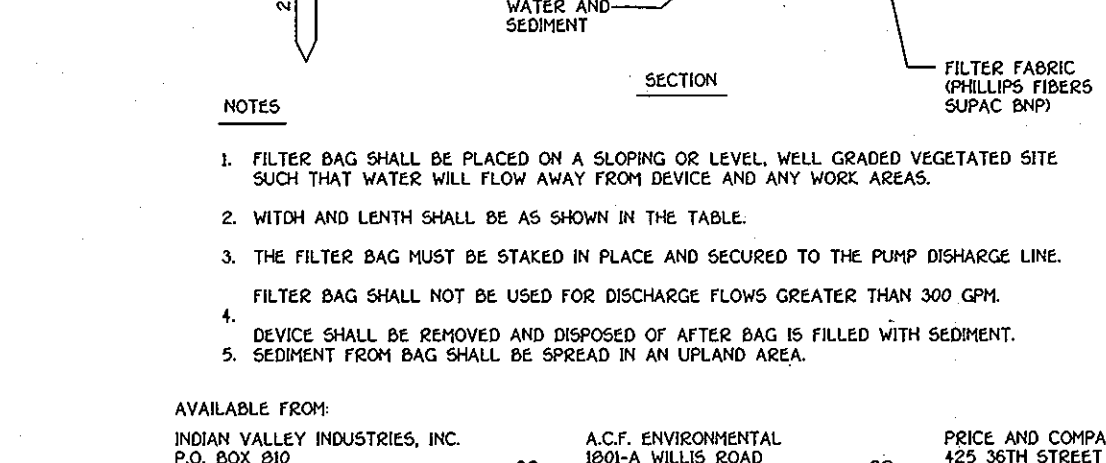 2
WATER AND
SEDIMENT
FILTER FABRIC
(PHILLIPS FIBERS
SUPAC BNP)
SECTION
NOTES
1. FILTER BAG SHALL BE PLACED ON A SLOPING OR LEVEL, WELL GRADED VEGETATED SITE
SUCH THAT WATER WILL FLOW AWAY FROM DEVICE AND ANY WORK AREAS.
2. WITDH AND LENTH SHALL BE AS SHOWN IN THE TABLE.
3. THE FILTER BAG MUST BE STAKED IN PLACE AND SECURED TO THE PUMP DISHARGE LINE.
FILTER BAG SHALL NOT BE USED FOR DISCHARGE FLOWS GREATER THAN 300 GPM.
4.
DEVICE SHALL BE REMOVED AND DISPOSED OF AFTER BAG IS FILLED WITH SEDIMENT.
5. SEDIMENT FROM BAG SHALL BE SPREAD IN AN UPLAND AREA.
AVAILABLE FROM:
INDIAN VALLEY INDUSTRIES, INC.
P.O. BOX 810
A.C.F. ENVIRONMENTAL
1801-A WILLIS ROAD
PRICE AND COMPA
425 36TH STREET